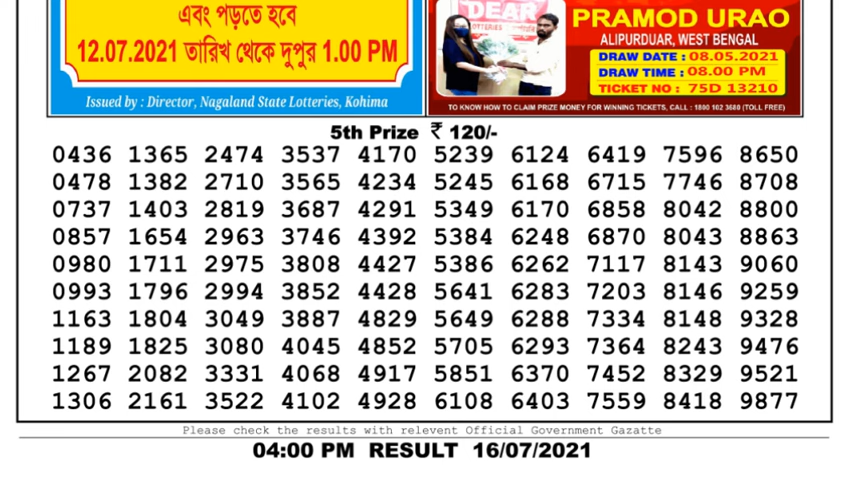 এবং পড়তে হবে
12.07.2021 তারিখ থেকে দুপুর 1.00 PM
Issued by : Director, Nagaland State Lotteries, Kohima
DEAR
LOTTERIES
PRAMOD URAO
ALIPURDUAR, WEST BENGAL
DRAW DATE : 08.05.2021
DRAW TIME : 08.00 PM
TICKET NO : 75D 13210
TO KNOW HOW TO CLAIM PRIZE MONEY FOR WINNING TICKETS, CALL : 1800 102 3680 (TOLL FREE)
5th Prize ₹ 120/-
0436 1365 2474 3537 4170 5239 6124 6419 7596 8650
0478 1382 2710 3565 4234 5245 6168 6715 7746 8708
0737 1403 2819 3687 4291 5349 6170 6858 8042 8800
0857 1654 2963 3746 4392 5384 6248 6870 8043 8863
0980 1711 2975 3808 4427 5386 6262 7117 8143 9060
0993 1796 2994 3852 4428 5641 6283 7203 8146 9259
1163 1804 3049 3887 4829 5649 6288 7334 8148 9328
1189 1825 3080 4045 4852 5705 6293 7364 8243 9476
1267 2082 3331 4068 4917 5851 6370 7452 8329 9521
1306 2161 3522 4102 4928 6108 6403 7559 8418 9877
Please check the results with relevent Official Government Gazatte
04:00 PM RESULT 16/07/2021